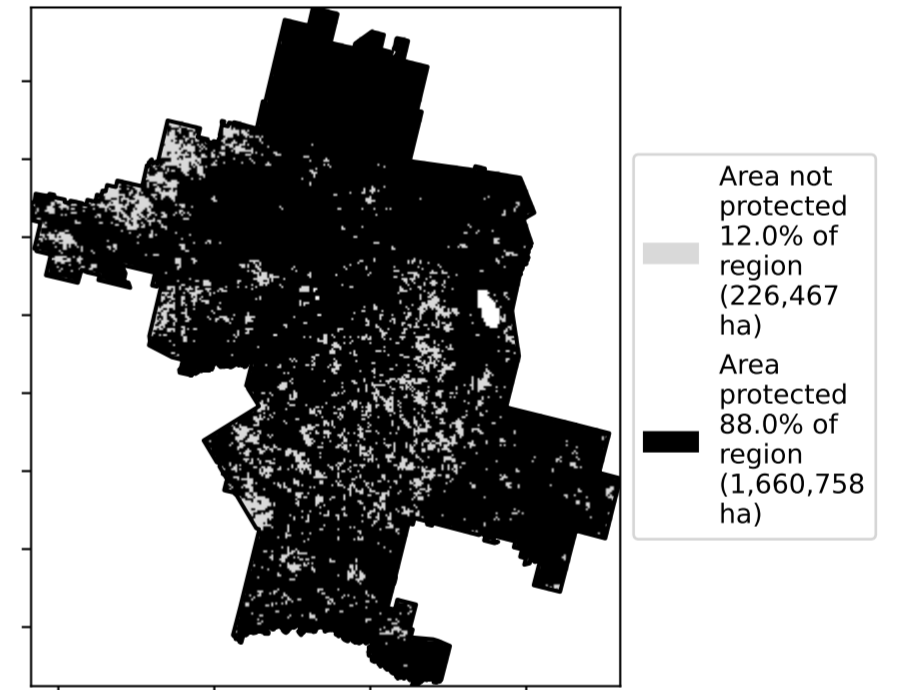 Area not
protected
12.0% of
region
(226,467
ha)
Area
protected
88.0% of
region
(1,660,758
ha)